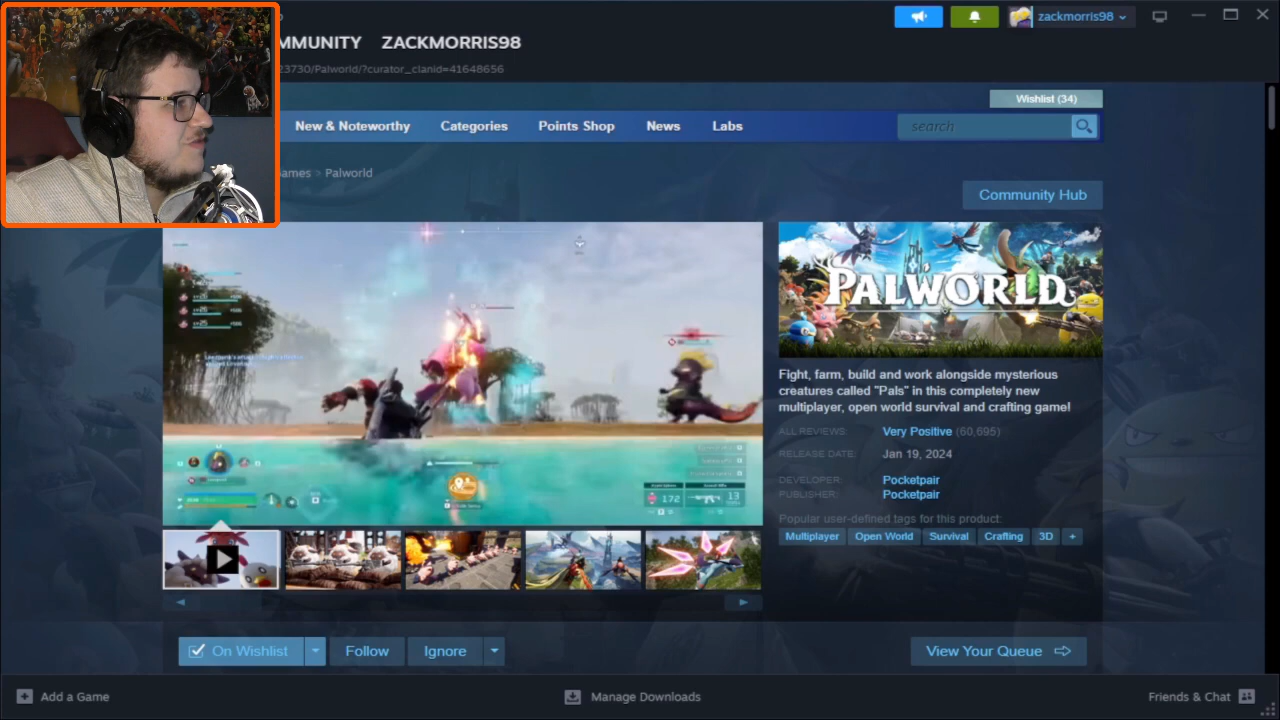 zackmorris98
MMUNITY ZACKMORRIS98
23730/Palworld/?curator_clanid=41648656
Wishlist (34)
New & Noteworthy Categories Points Shop News Labs search
ames > Palworld
Community Hub
PALWORLD
Fight, farm, build and work alongside mysterious
creatures called "Pals" in this completely new
multiplayer, open world survival and crafting game!
ALL REVIEWS: Very Positive (60,695)
RELEASE DATE: Jan 19, 2024
DEVELOPER: Pocketpair
PUBLISHER: Pocketpair
Popular user-defined tags for this product:
Multiplayer Open World Survival Crafting 3D +
172 13
On Wishlist Follow Ignore View Your Queue
Add a Game Manage Downloads Friends & Chat